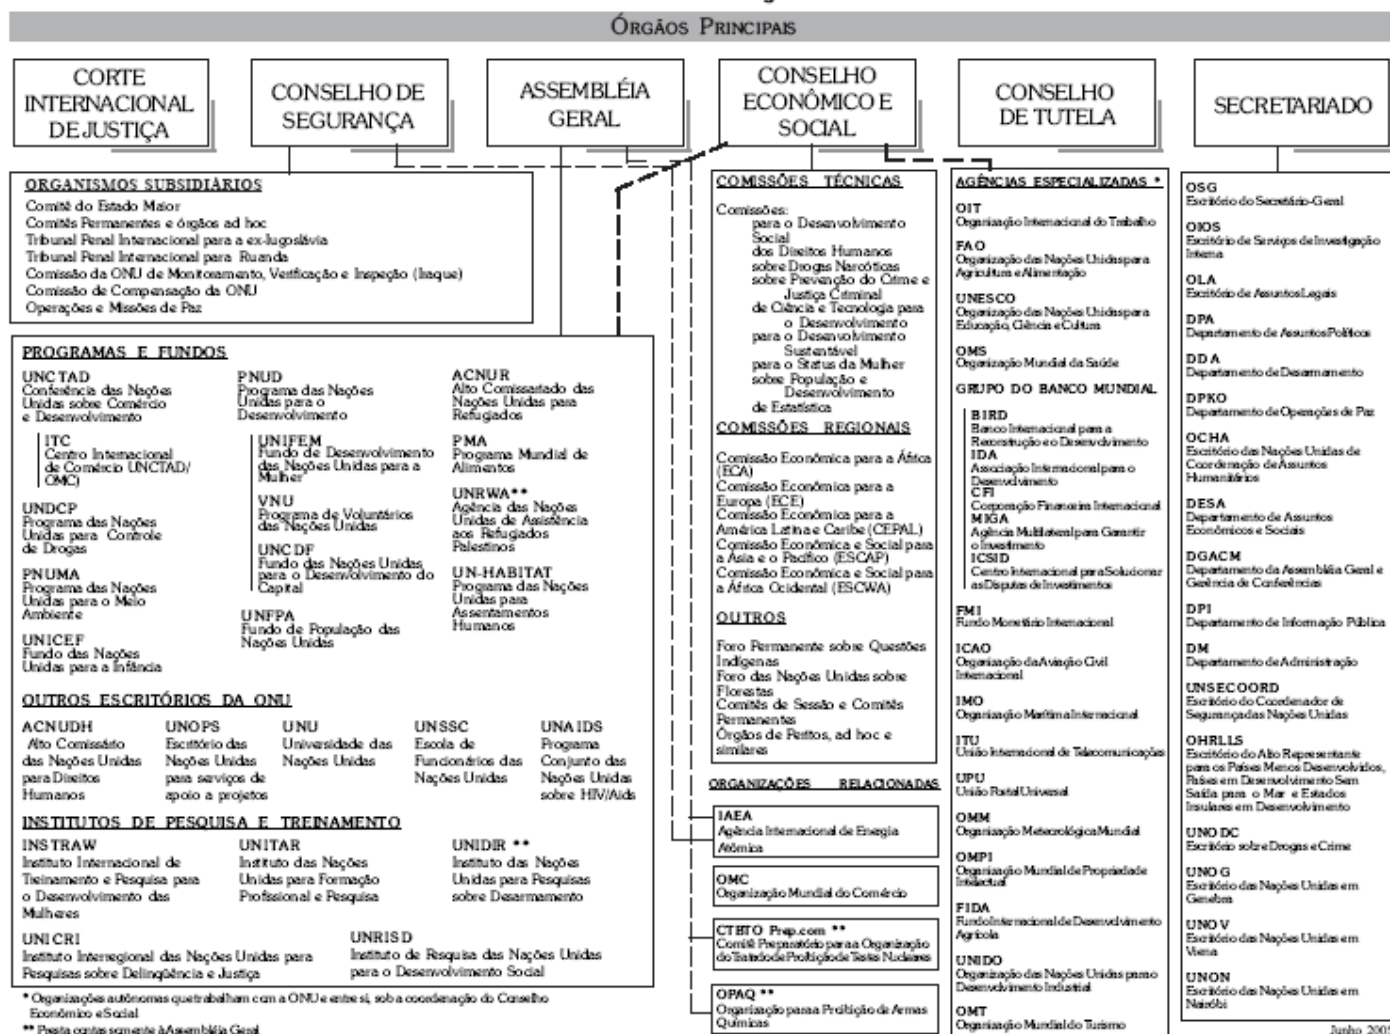 ÓRGÃOS PRINCIPAIS
CORTE
INTERNACIONAL
DE JUSTIÇA
CONSELHO DE
SEGURANÇA
ASSEMBLÉIA
GERAL
CONSELHO
ECONÔMICO E
SOCIAL
CONSELHO
DE TUTELA
SECRETARIADO
ORGANISMOS SUBSIDIÁRIOS
Comitê do Estado Maior
Comitês Permanentes e órgãos ad hoc
Tribunal Penal Internacional para a ex-Iugoslávia
Tribunal Penal Internacional para Ruanda
Comissão da ONU de Monitoramento, Verificação e Inspeção (Iraque)
Comissão de Compensação da ONU
Operações e Missões de Paz
PROGRAMAS E FUNDOS
UNCTAD
Conferência das Nações
Unidas sobre Comércio
e Desenvolvimento
ITC
Centro Internacional
de Comércio UNCTAD/
OMC)
UNDCP
Programa das Nações
Unidas para Controle
de Drogas
PNUMA
Programa das Nações
Unidas para o Meio
Ambiente
UNICEF
Fundo das Nações
Unidas para a Infância
PNUD
Programa das Nações
Unidas para o
Desenvolvimento
UNIFEM
Fundo de Desenvolvimento
das Nações Unidas para a
Mulher
VNU
Programa de Voluntários
das Nações Unidas
UNCDF
Fundo das Nações Unidas
para o Desenvolvimento do
Capital
UNFPA
Fundo de População das
Nações Unidas
ACNUR
Alto Comissariado das
Nações Unidas para
Refugiados
PMA
Programa Mundial de
Alimentos
UNRWA**
Agência das Nações
Unidas de Assistência
aos Refugiados
Palestinos
UN-HABITAT
Programa das Nações
Unidas para
Assentamentos
Humanos
OUTROS ESCRITÓRIOS DA ONU
ACNUDH
Alto Comissário
das Nações Unidas
para Direitos
Humanos
UNOPS
Escritório das
Nações Unidas
para serviços de
apoio a projetos
UNU
Universidade das
Nações Unidas
UNSSC
Escola de
Funcionários das
Nações Unidas
UNAIDS
Programa
Conjunto das
Nações Unidas
sobre HIV/Aids
INSTITUTOS DE PESQUISA E TREINAMENTO
INSTRAW
Instituto Internacional de
Treinamento e Pesquisa para
o Desenvolvimento das
Mulheres
UNITAR
Instituto das Nações
Unidas para Formação
Profissional e Pesquisa
UNIDIR **
Instituto das Nações
Unidas para Pesquisas
sobre Desarmamento
UNICRI
Instituto Interregional das Nações Unidas para
Pesquisas sobre Delinqüência e Justiça
UNRISD
Instituto de Pesquisa das Nações Unidas
para o Desenvolvimento Social
* Organizações autônomas que trabalham com a ONU e entre si, sob a coordenação do Conselho
Econômico e Social
** Presta contas somente à Assembléia Geral
COMISSÕES TÉCNICAS
Comissões:
para o Desenvolvimento
Social
dos Direitos Humanos
sobre Drogas Narcóticas
sobre Prevenção do Crime e
Justiça Criminal
de Ciência e Tecnologia para
o Desenvolvimento
para o Desenvolvimento
Sustentável
para o Status da Mulher
sobre População e
Desenvolvimento
de Estatística
COMISSÕES REGIONAIS
Comissão Econômica para a África
(ECA)
Comissão Econômica para a
Europa (ECE)
Comissão Econômica para a
América Latina e Caribe (CEPAL)
Comissão Econômica e Social para
a Ásia e o Pacífico (ESCAP)
Comissão Econômica e Social para
a África Ocidental (ESCWA)
OUTROS
Foro Permanente sobre Questões
Indígenas
Foro das Nações Unidas sobre
Florestas
Comitês de Sessão e Comitês
Permanentes
Órgãos de Peritos, ad hoc e
similares
ORGANIZAÇÕES RELACIONADAS
IAEA
Agência Internacional de Energia
Atômica
OMC
Organização Mundial do Comércio
CTBTO Prep.com **
Comitê Preparatório para a Organização
do Tratado de Proibição de Testes Nucleares
OPAQ **
Organização para a Proibição de Armas
Químicas
AGÊNCIAS ESPECIALIZADAS *
OIT
Organização Internacional do Trabalho
FAO
Organização das Nações Unidas para
Agricultura e Alimentação
UNESCO
Organização das Nações Unidas para
Educação, Ciência e Cultura
OMS
Organização Mundial da Saúde
GRUPO DO BANCO MUNDIAL
BIRD
Banco Internacional para a
Reconstrução e o Desenvolvimento
IDA
Associação Internacional para o
Desenvolvimento
CFI
Corporação Financeira Internacional
MIGA
Agência Multilateral para Garantir
o Investimento
ICSID
Centro Internacional para Solucionar
as Disputas de Investimentos
FMI
Fundo Monetário Internacional
ICAO
Organização da Aviação Civil
Internacional
IMO
Organização Marítima Internacional
ITU
União Internacional de Telecomunicações
UPU
União Postal Universal
OMM
Organização Meteorológica Mundial
OMPI
Organização Mundial de Propriedade
Intelectual
FIDA
Fundo Internacional de Desenvolvimento
Agrícola
UNIDO
Organização das Nações Unidas para o
Desenvolvimento Industrial
OMT
Organização Mundial do Turismo
OSG
Escritório do Secretário-Geral
OIOS
Escritório de Serviços de Investigação
Interna
OLA
Escritório de Assuntos Legais
DPA
Departamento de Assuntos Políticos
DDA
Departamento de Desarmamento
DPKO
Departamento de Operações de Paz
OCHA
Escritório das Nações Unidas de
Coordenação de Assuntos
Humanitários
DESA
Departamento de Assuntos
Econômicos e Sociais
DGACM
Departamento da Assembléia Geral e
Gerência de Conferências
DPI
Departamento de Informação Pública
DM
Departamento de Administração
UNSECOORD
Escritório do Coordenador de
Segurança das Nações Unidas
OHRLLS
Escritório do Alto Representante
para os Países Menos Desenvolvidos,
Países em Desenvolvimento Sem
Saída para o Mar e Estados
Insulares em Desenvolvimento
UNODC
Escritório sobre Drogas e Crime
UNOG
Escritório das Nações Unidas em
Genebra
UNOV
Escritório das Nações Unidas em
Viena
UNON
Escritório das Nações Unidas em
Nairóbi
Junho 2005